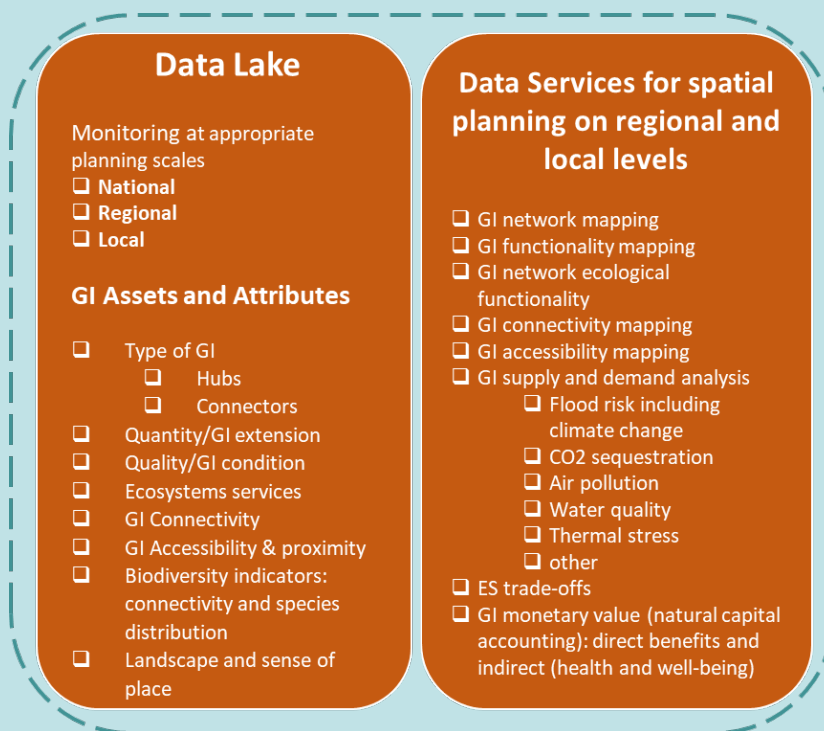 Data Lake
Monitoring at appropriate
planning scales
❑ National
❑ Regional
❑ Local
GI Assets and Attributes
❑ Type of GI
❑ Hubs
❑ Connectors
❑ Quantity/GI extension
❑ Quality/GI condition
❑ Ecosystems services
❑ GI Connectivity
❑ GI Accessibility & proximity
❑ Biodiversity indicators:
connectivity and species
distribution
❑ Landscape and sense of
place
Data Services for spatial
planning on regional and
local levels
❑ GI network mapping
❑ GI functionality mapping
❑ GI network ecological
functionality
❑ GI connectivity mapping
❑ GI accessibility mapping
❑ GI supply and demand analysis
❑ Flood risk including
climate change
❑ CO2 sequestration
❑ Air pollution
❑ Water quality
❑ Thermal stress
❑ other
❑ ES trade-offs
❑ GI monetary value (natural capital
accounting): direct benefits and
indirect (health and well-being)